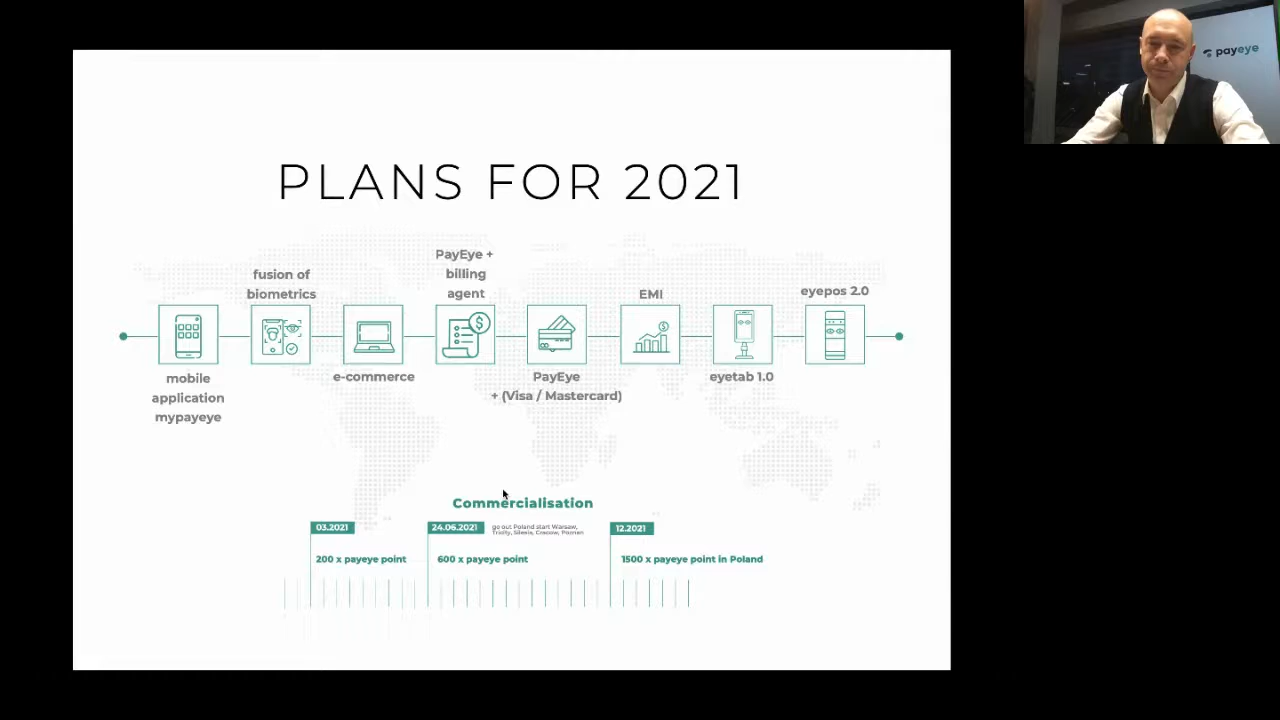 payeye
PLANS FOR 2021
PayEye +
billing
agent
fusion of
biometrics
EMI
eyepos 2.0
mobile
application
mypayeye
e-commerce
PayEye
+ (Visa / Mastercard)
eyetab 1.0
Commercialisation
03.2021
200 x payeye point
24.06.2021
go out Poland start Warsaw,
Tricity, Silesia, Cracow, Poznan
600 x payeye point
12.2021
1500 x payeye point in Poland